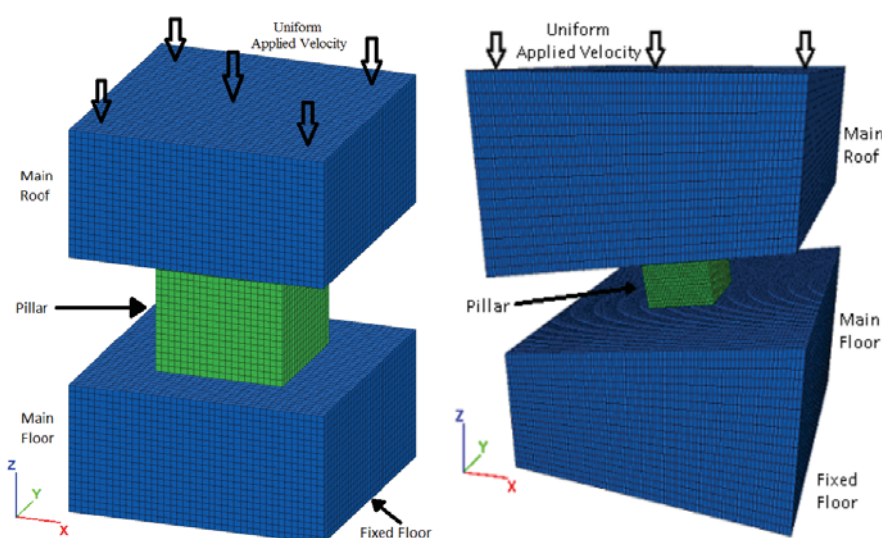 Uniform
Applied Velocity
Main
Roof
Pillar
Main
Floor
Fixed Floor
Z
Y
X
Uniform
Applied Velocity
Main
Roof
Pillar
Main
Floor
Fixed
Floor
Z
Y
X